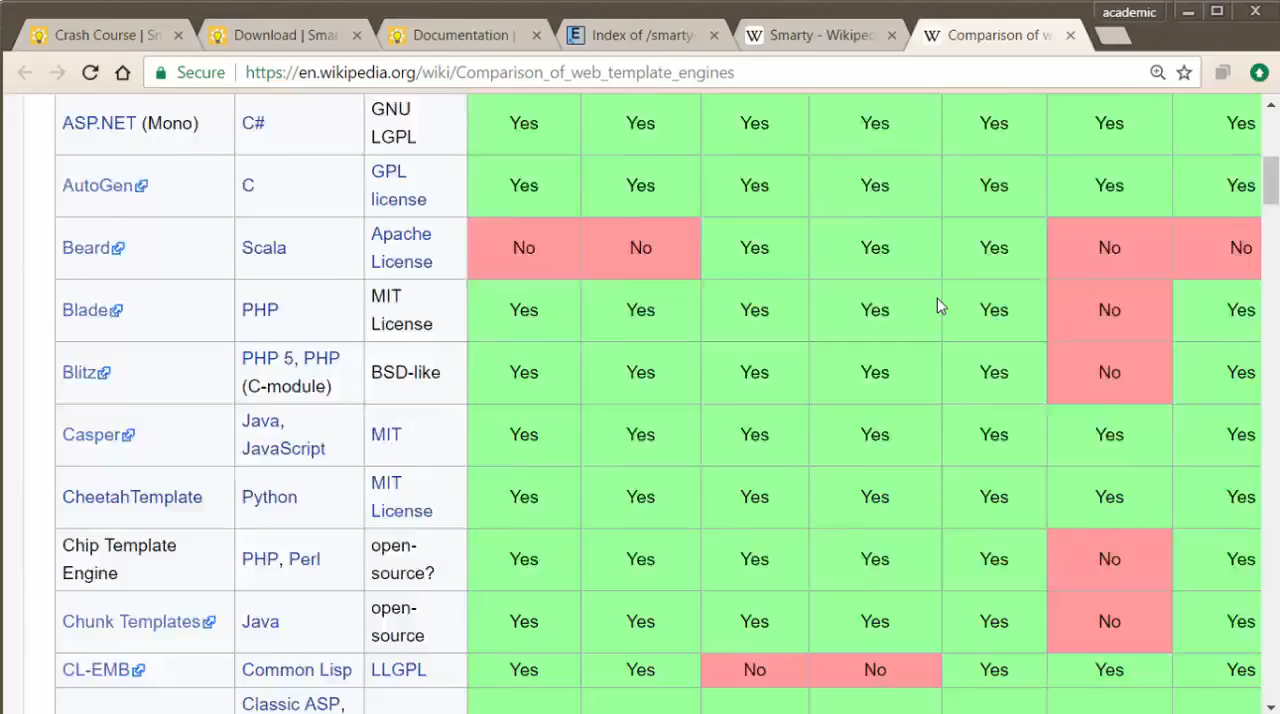 academic
Crash Course | Sn
Download | Smar
Documentation |
Index of /smarty-
Smarty - Wikiped
Comparison of w
Secure https://en.wikipedia.org/wiki/Comparison_of_web_template_engines
ASP.NET (Mono) C# GNU LGPL Yes Yes Yes Yes Yes Yes Yes
AutoGen C GPL license Yes Yes Yes Yes Yes Yes Yes
Beard Scala Apache License No No Yes Yes Yes No No
Blade PHP MIT License Yes Yes Yes Yes Yes No Yes
Blitz PHP 5, PHP (C-module) BSD-like Yes Yes Yes Yes Yes No Yes
Casper Java, JavaScript MIT Yes Yes Yes Yes Yes Yes Yes
CheetahTemplate Python MIT License Yes Yes Yes Yes Yes Yes Yes
Chip Template Engine PHP, Perl open-source? Yes Yes Yes Yes Yes No Yes
Chunk Templates Java open-source Yes Yes Yes Yes Yes No Yes
CL-EMB Common Lisp LLGPL Yes Yes No No Yes Yes Yes
Classic ASP,